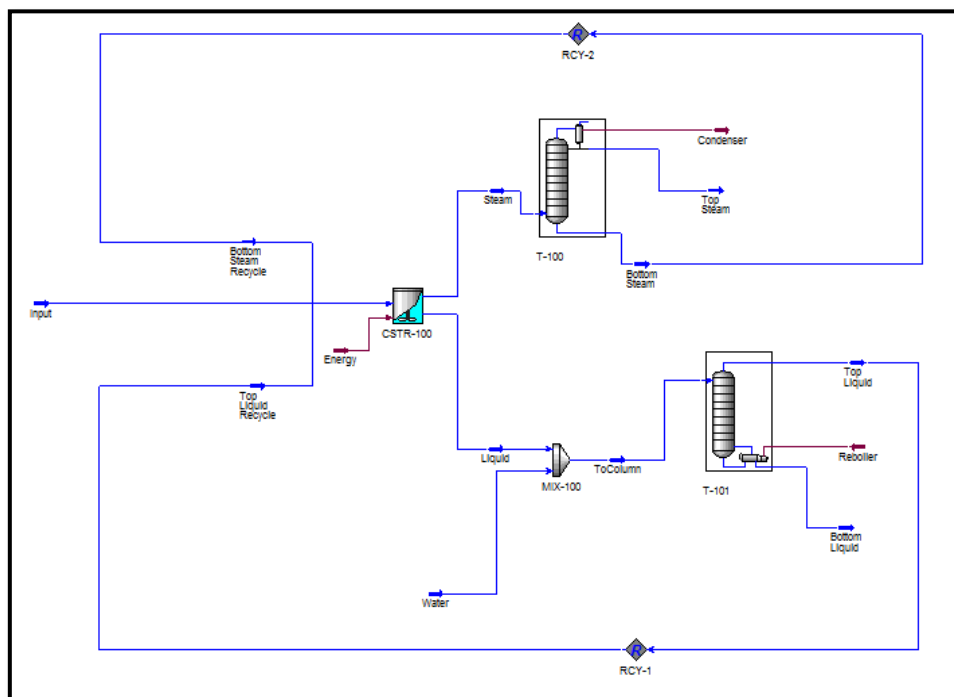 RCY-2
Condenser
Steam
Top
Steam
T-100
Bottom
Steam
Recycle
Bottom
Steam
Input
CSTR-100
Energy
Top
Liquid
Top
Liquid
Recycle
Liquid
ToColumn
Reboiler
MIX-100
T-101
Bottom
Liquid
Water
RCY-1